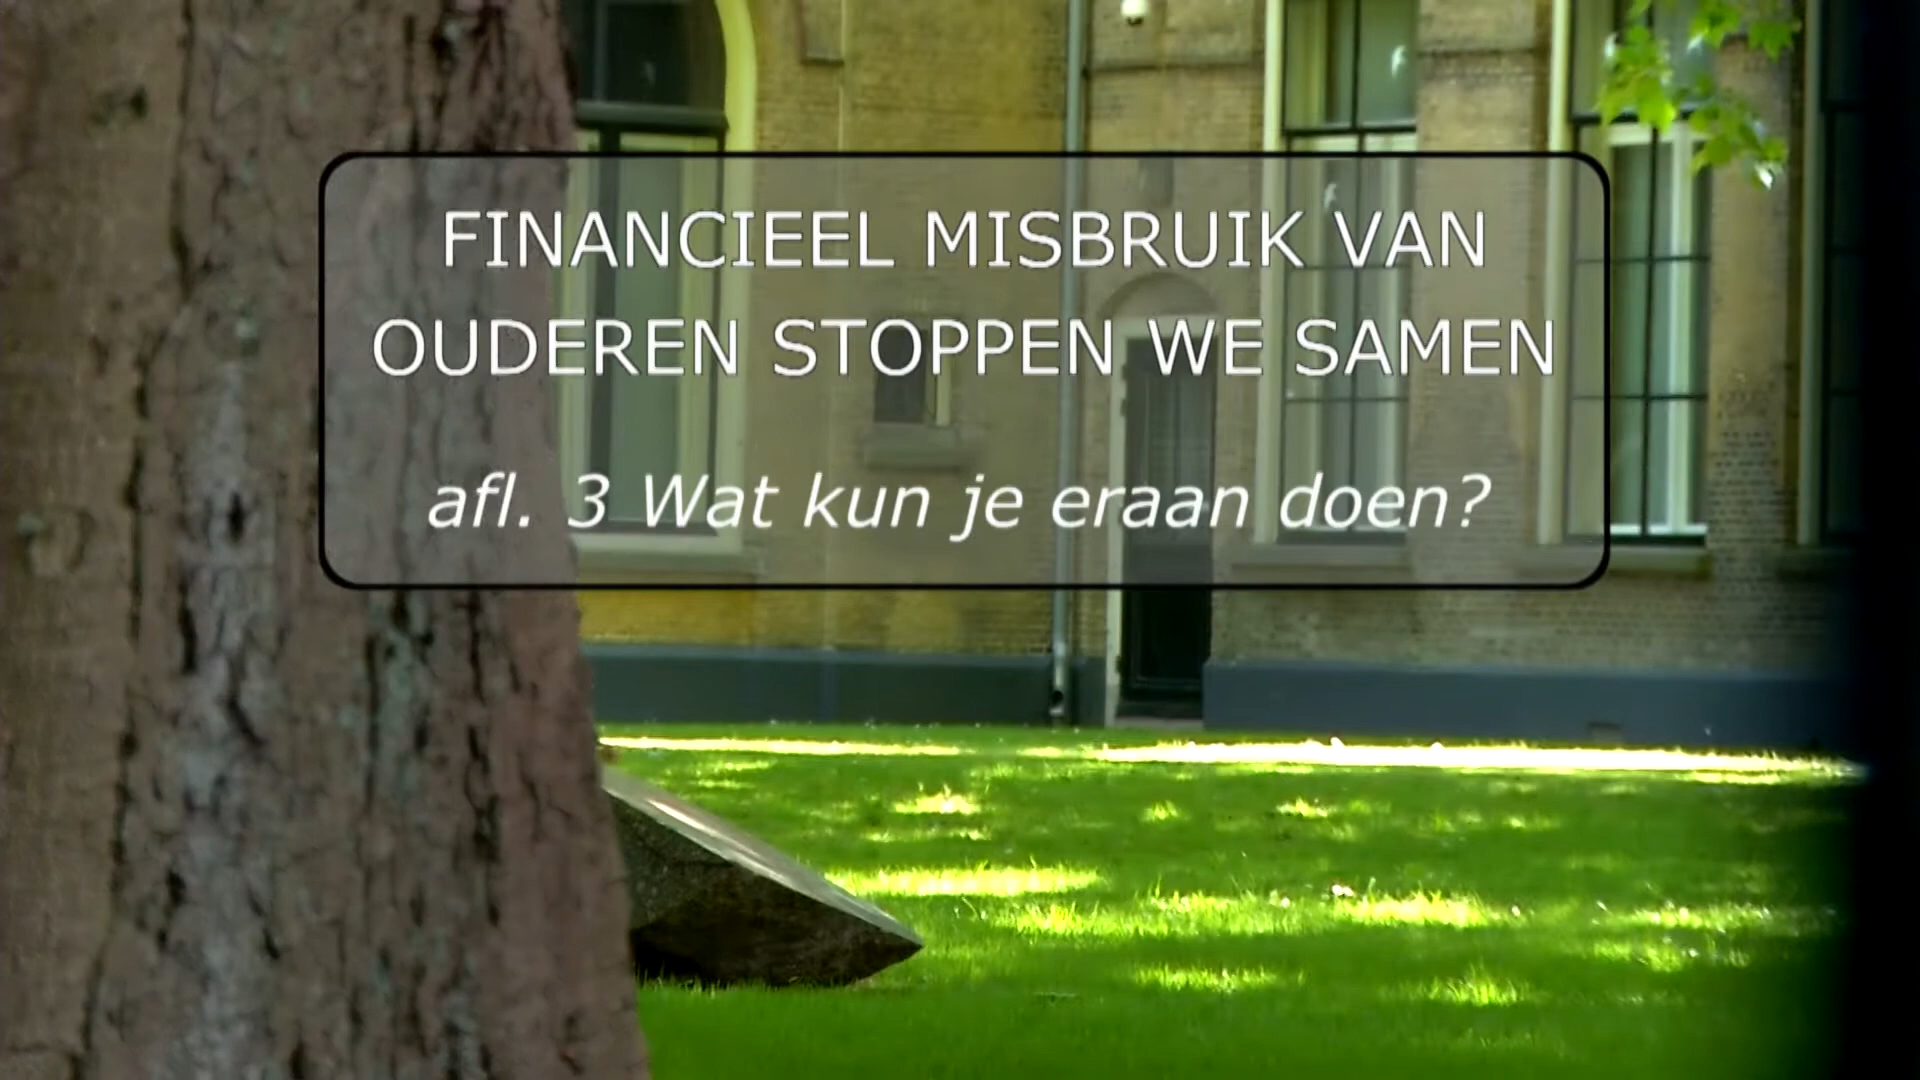 FINANCIEEL MISBRUIK VAN
OUDEREN STOPPEN WE SAMEN
afl. 3 Wat kun je eraan doen?